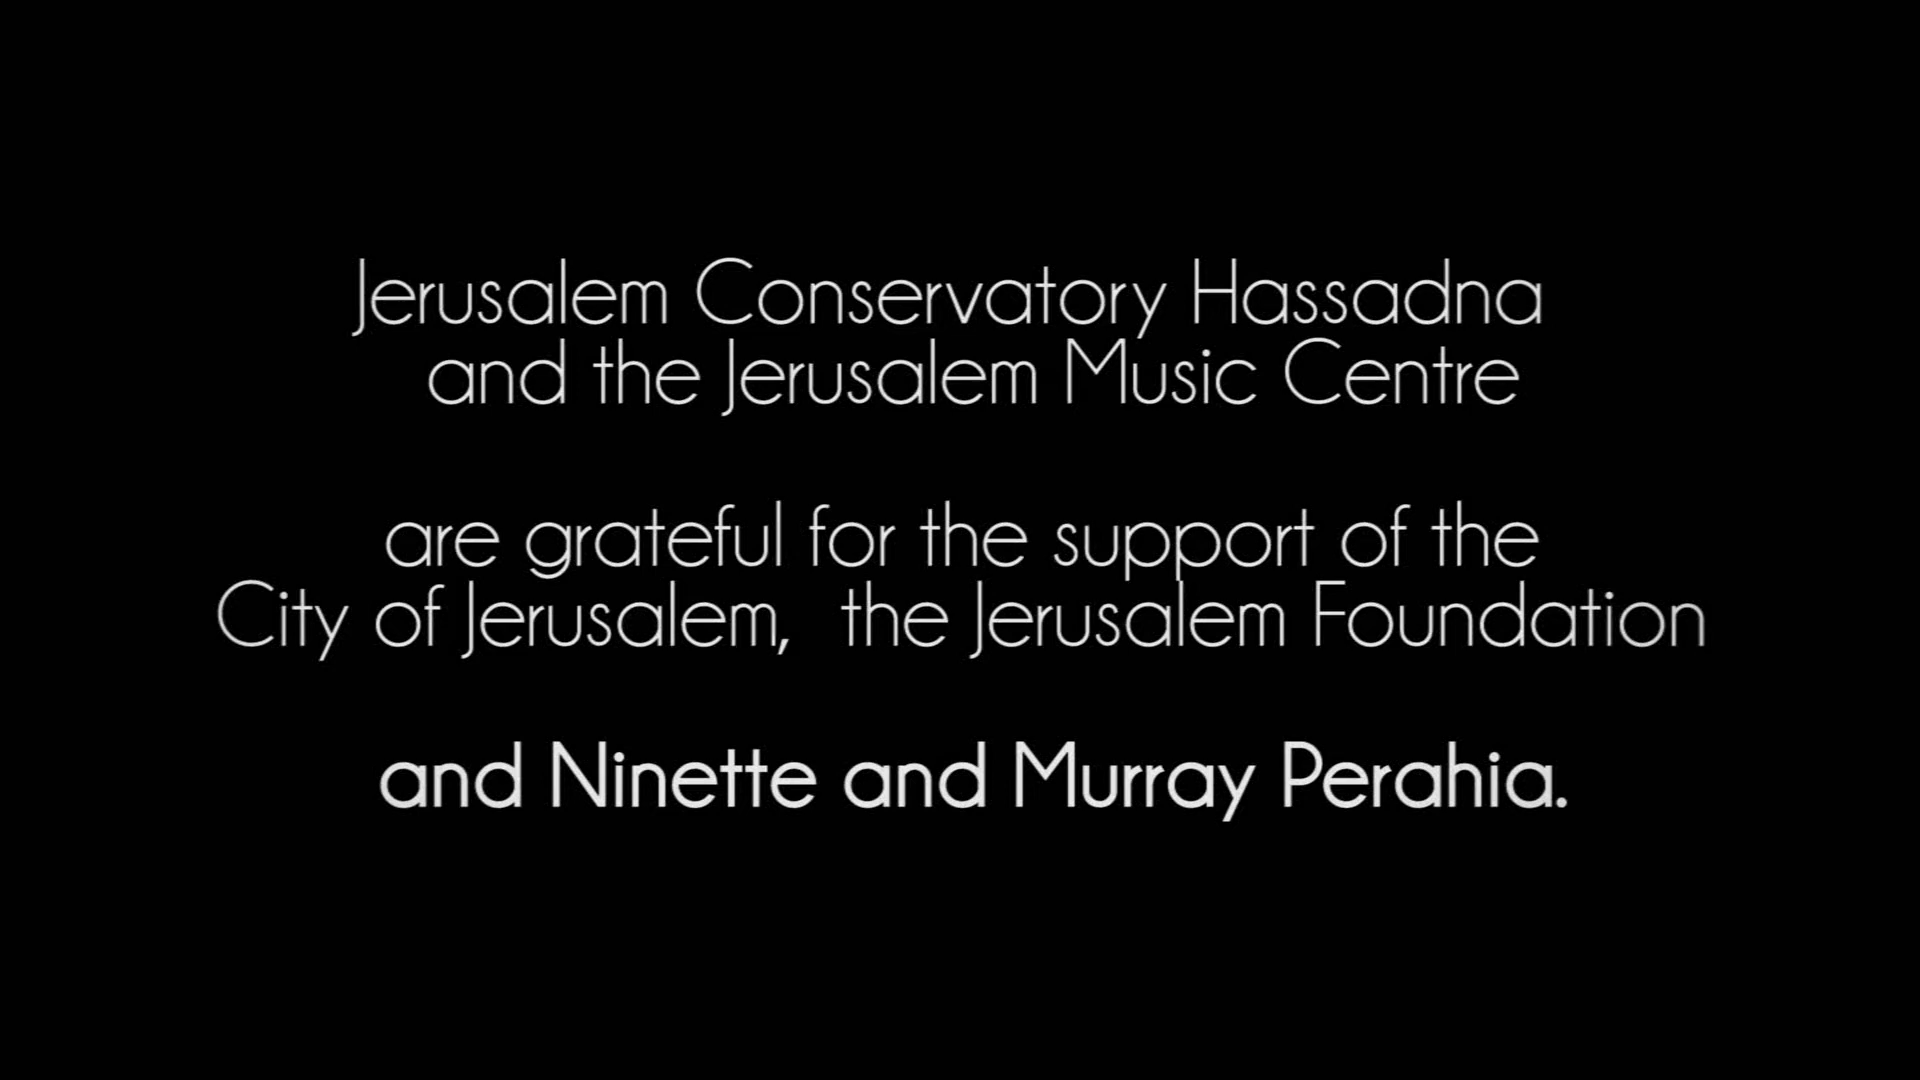 Jerusalem Conservatory Hassadna
and the Jerusalem Music Centre
are grateful for the support of the
City of Jerusalem,  the Jerusalem Foundation
and Ninette and Murray Perahia.